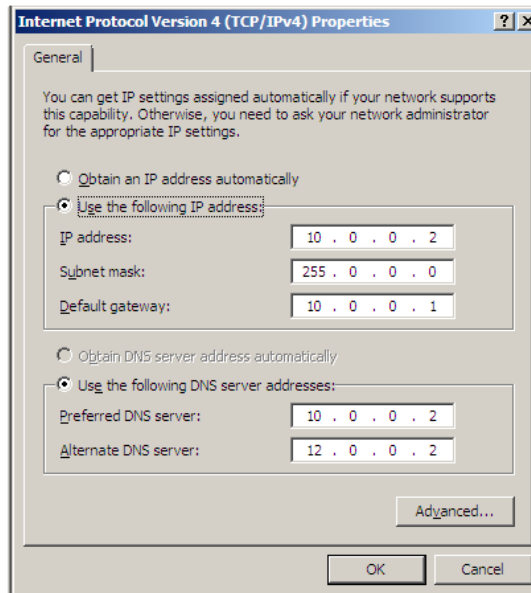 Internet Protocol Version 4 (TCP/IPv4) Properties ? X
General
You can get IP settings assigned automatically if your network supports
this capability. Otherwise, you need to ask your network administrator
for the appropriate IP settings.
Obtain an IP address automatically
Use the following IP address:
IP address: 10 . 0 . 0 . 2
Subnet mask: 255 . 0 . 0 . 0
Default gateway: 10 . 0 . 0 . 1
Obtain DNS server address automatically
Use the following DNS server addresses:
Preferred DNS server: 10 . 0 . 0 . 2
Alternate DNS server: 12 . 0 . 0 . 2
Advanced...
OK Cancel